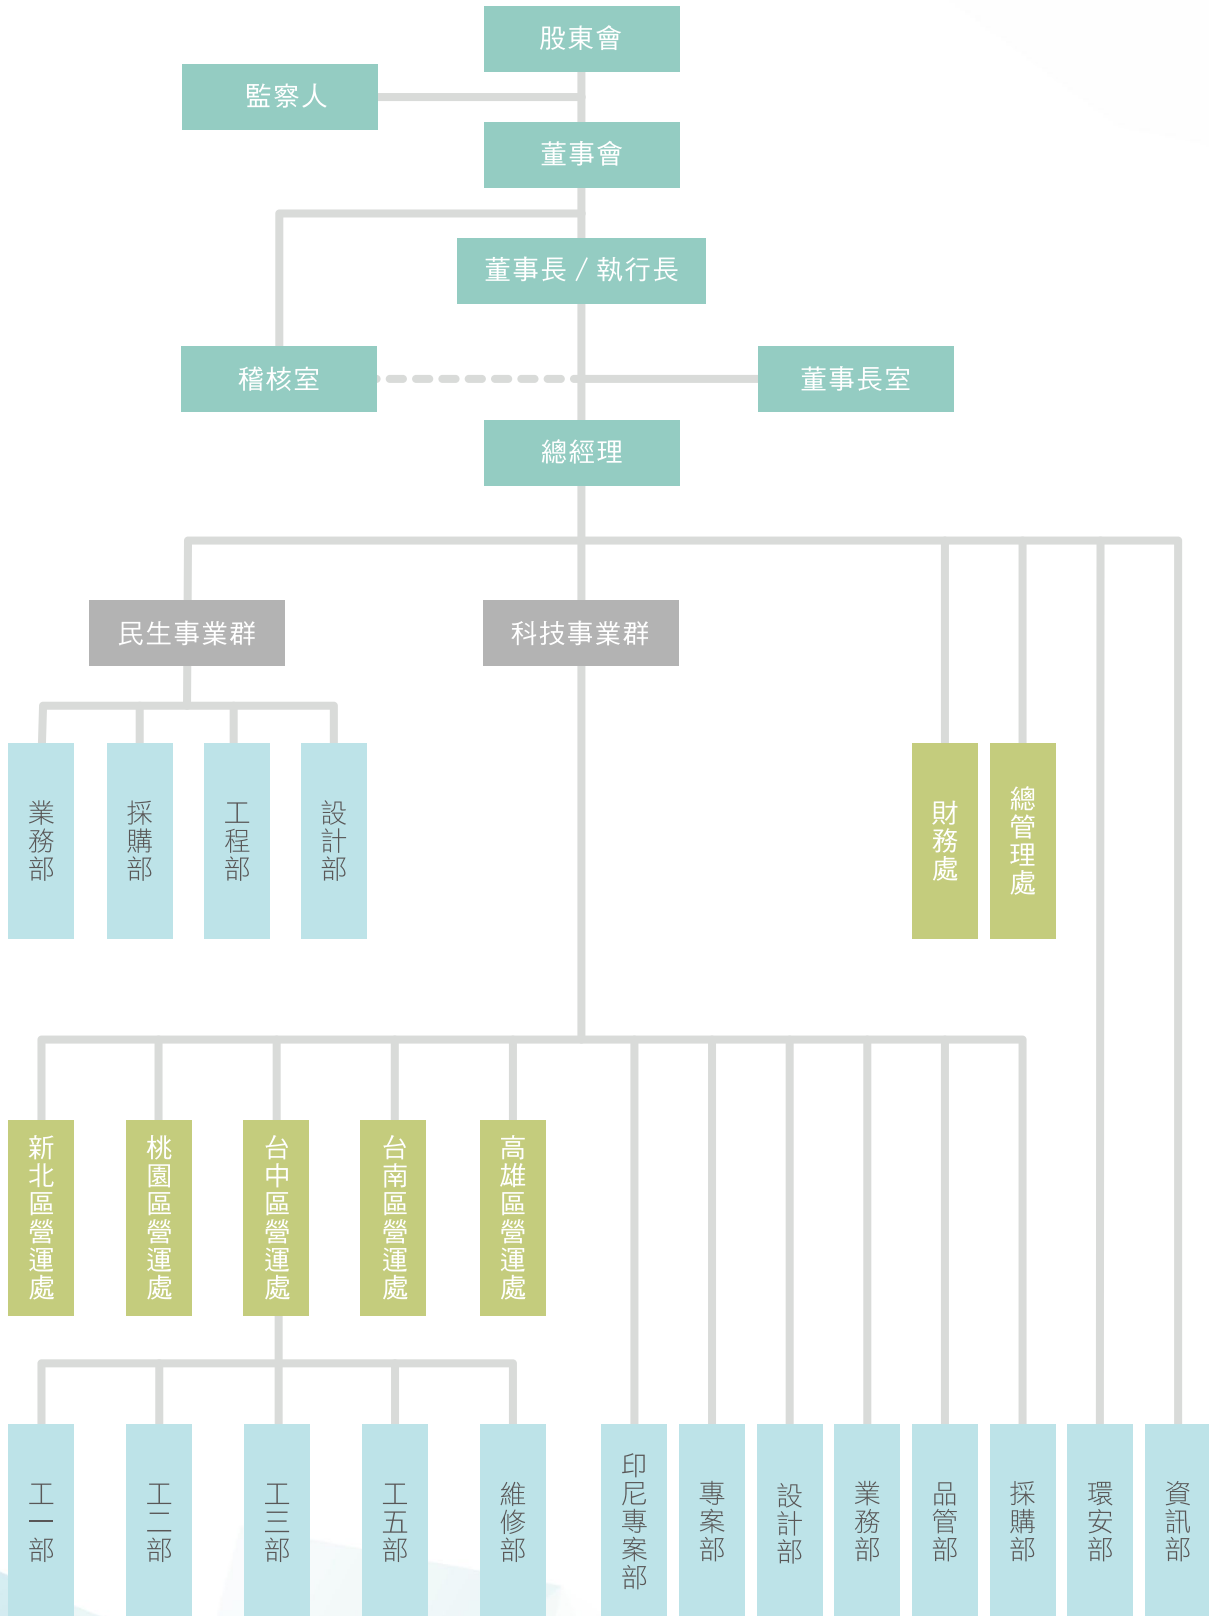 股東會
監察人
董事會
董事長 / 執行長
稽核室
董事長室
總經理
民生事業群
科技事業群
業務部
採購部
工程部
設計部
財務處
總管理處
新北區營運處
桃園區營運處
台中區營運處
台南區營運處
高雄區營運處
工一部
工二部
工三部
工五部
維修部
印尼專案部
專案部
設計部
業務部
品管部
採購部
環安部
資訊部